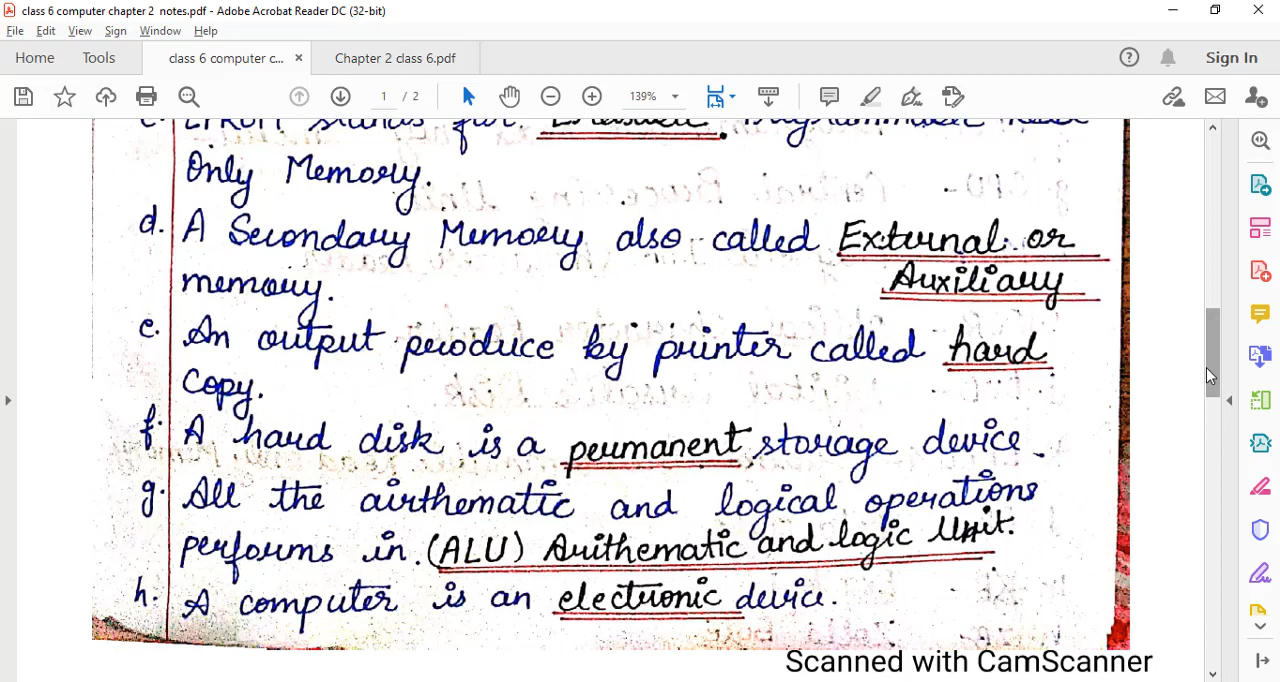 class 6 computer chapter 2 notes.pdf - Adobe Acrobat Reader DC (32-bit)
File Edit View Sign Window Help
Home Tools class 6 computer c... × Chapter 2 class 6.pdf Sign In
1 / 2 139%
Only Memory.
d. A Secondary Memory also called External or
Auxiliary
memory.
e. An output produce by printer called hard
copy.
f. A hard disk is a permanent storage device.
g. All the airthematic and logical operations
performs in. (ALU) Arithematic and logic Unit.
h. A computer is an electronic device.
Scanned with CamScanner